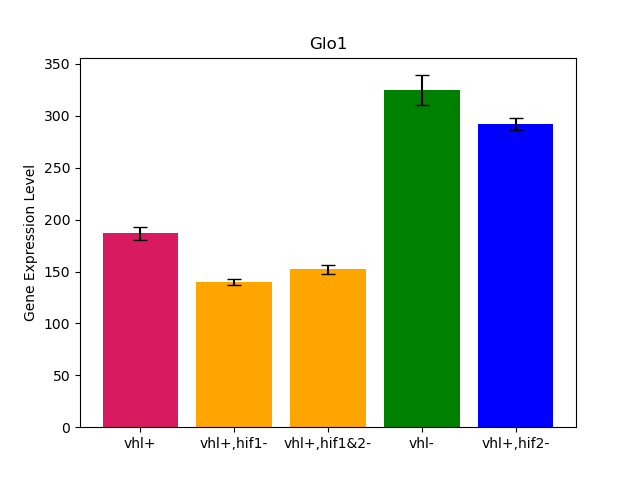 Glo1
Gene Expression Level
350
300
250
200
150
100
50
0
vhl+
vhl+,hif1-
vhl+,hif1&2-
vhl-
vhl+,hif2-